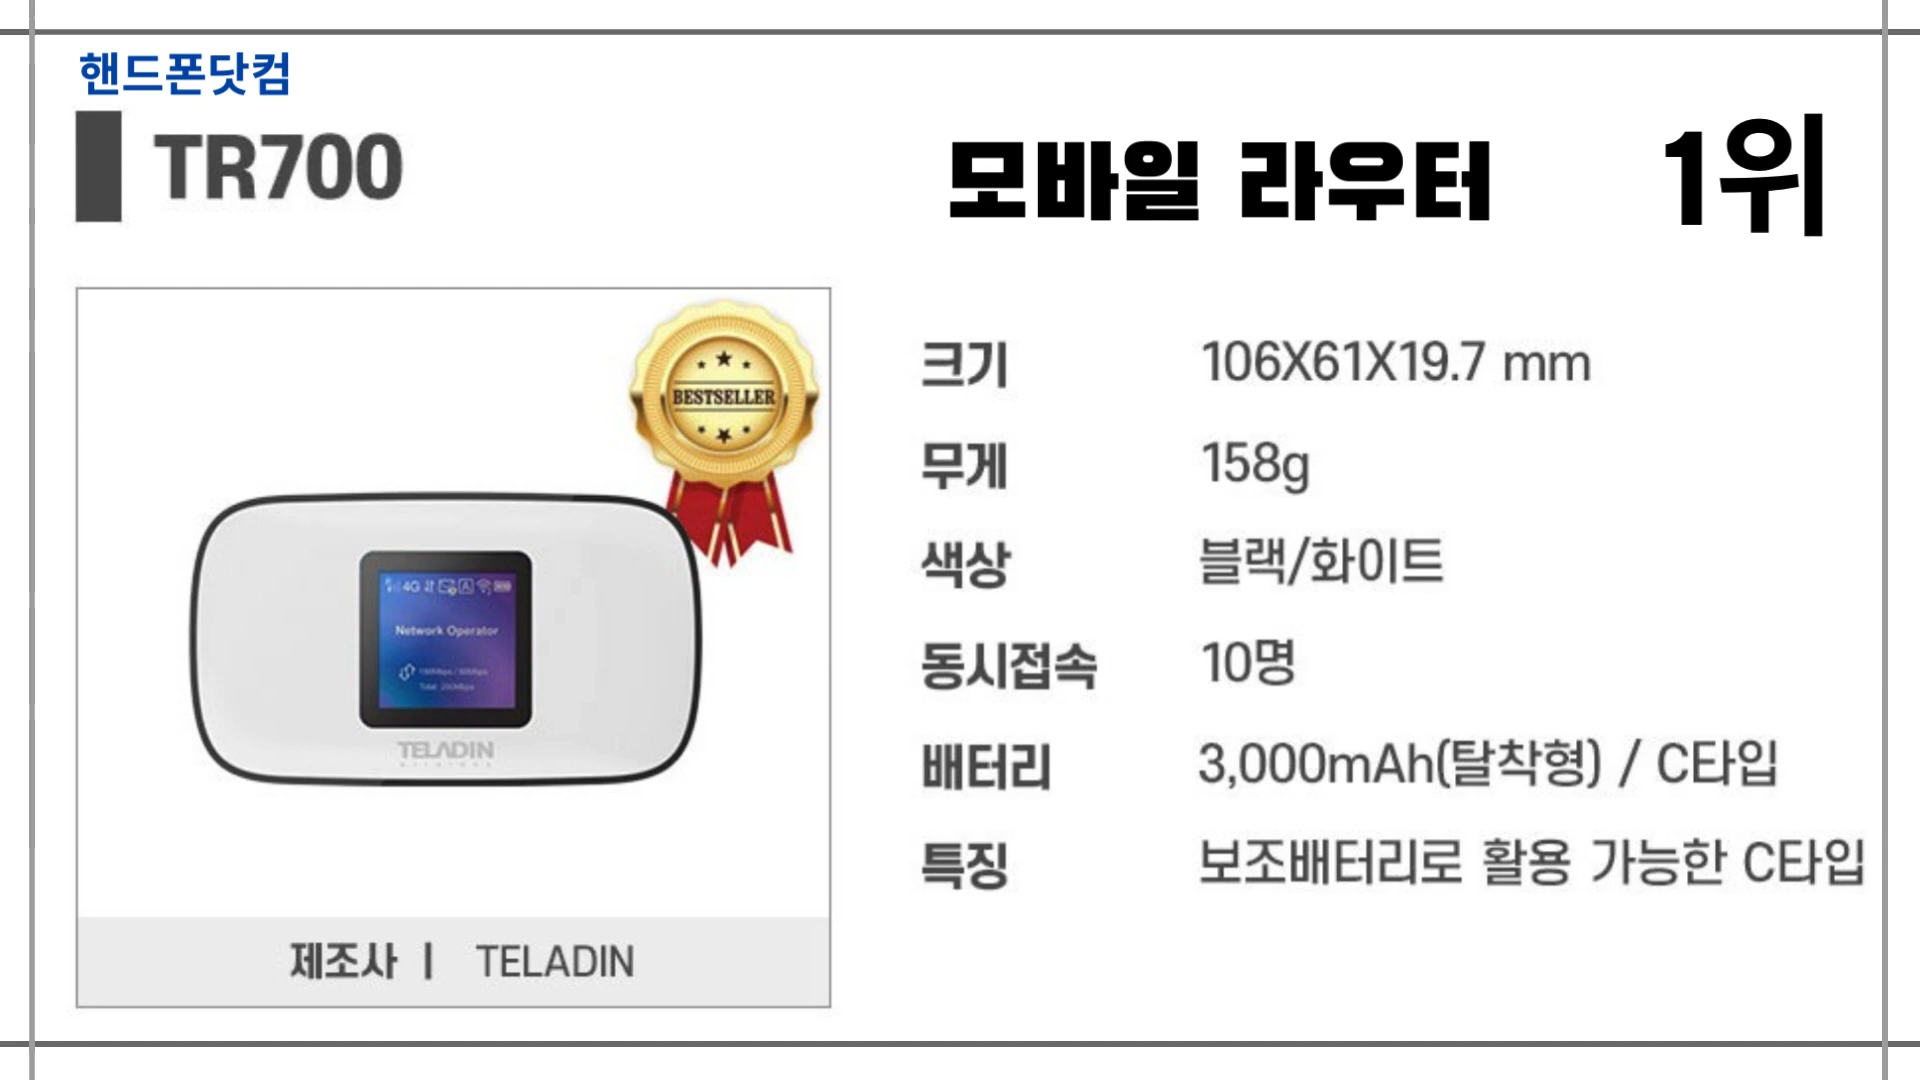 핸드폰닷컴
TR700
모바일 라우터 1위
BESTSELLER
4G
Network Operator
TELADIN
제조사 | TELADIN
크기 106X61X19.7 mm
무게 158g
색상 블랙/화이트
동시접속 10명
배터리 3,000mAh(탈착형) / C타입
특징 보조배터리로 활용 가능한 C타입